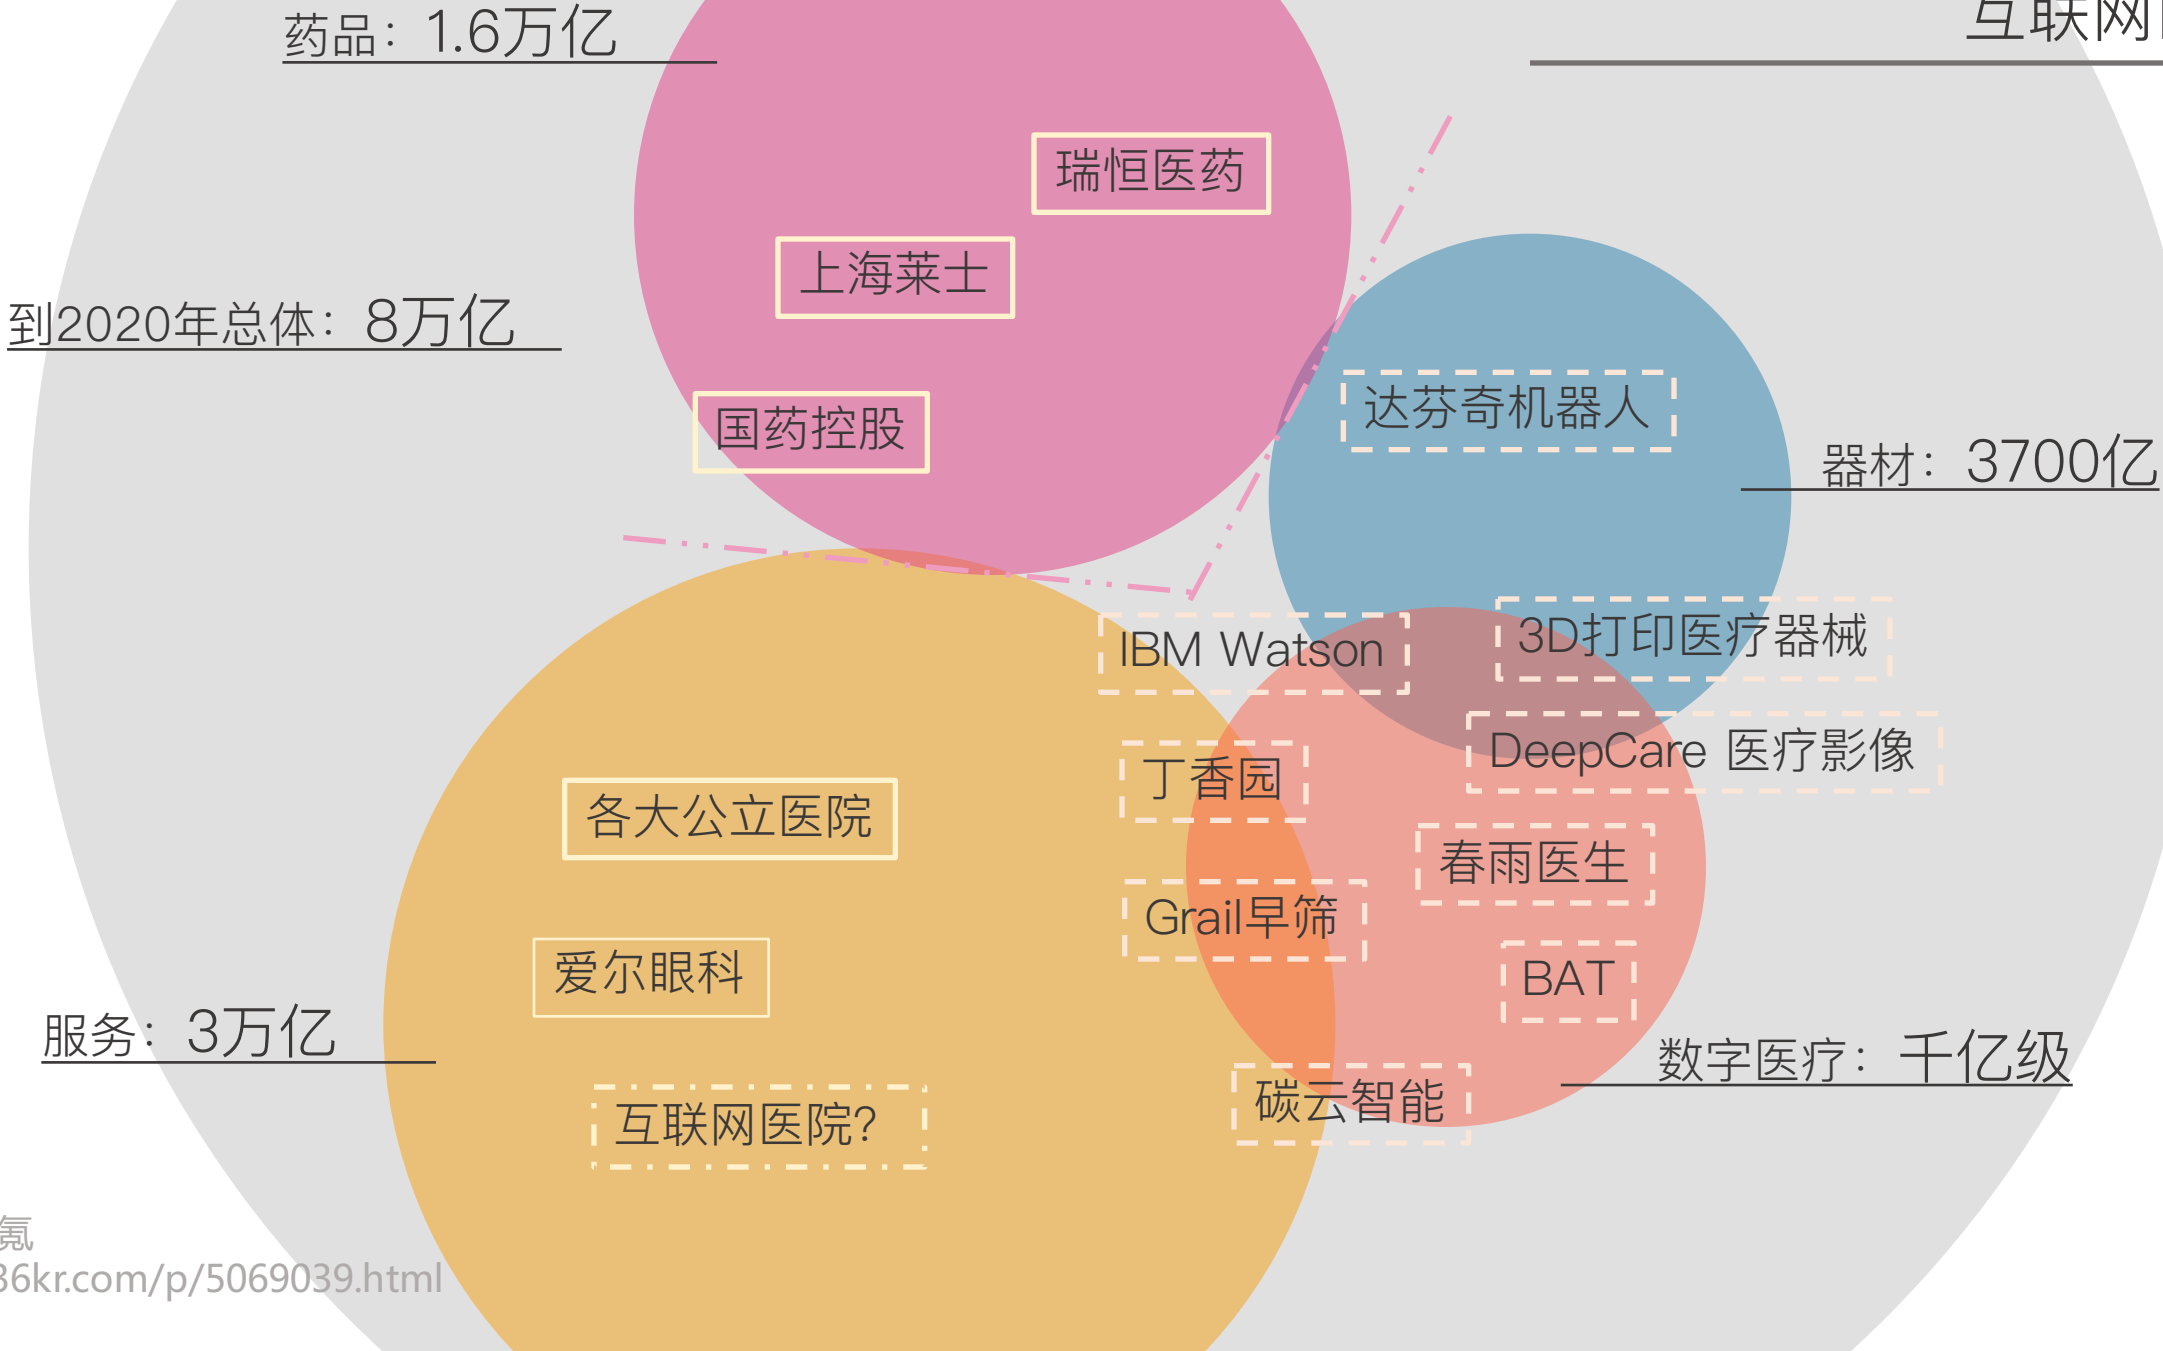 药品：1.6万亿
互联网
瑞恒医药
上海莱士
到2020年总体：8万亿
国药控股
达芬奇机器人
器材：3700亿
IBM Watson
3D打印医疗器械
DeepCare 医疗影像
丁香园
各大公立医院
春雨医生
Grail早筛
爱尔眼科
BAT
服务：3万亿
数字医疗：千亿级
碳云智能
互联网医院?
氪
36kr.com/p/5069039.html